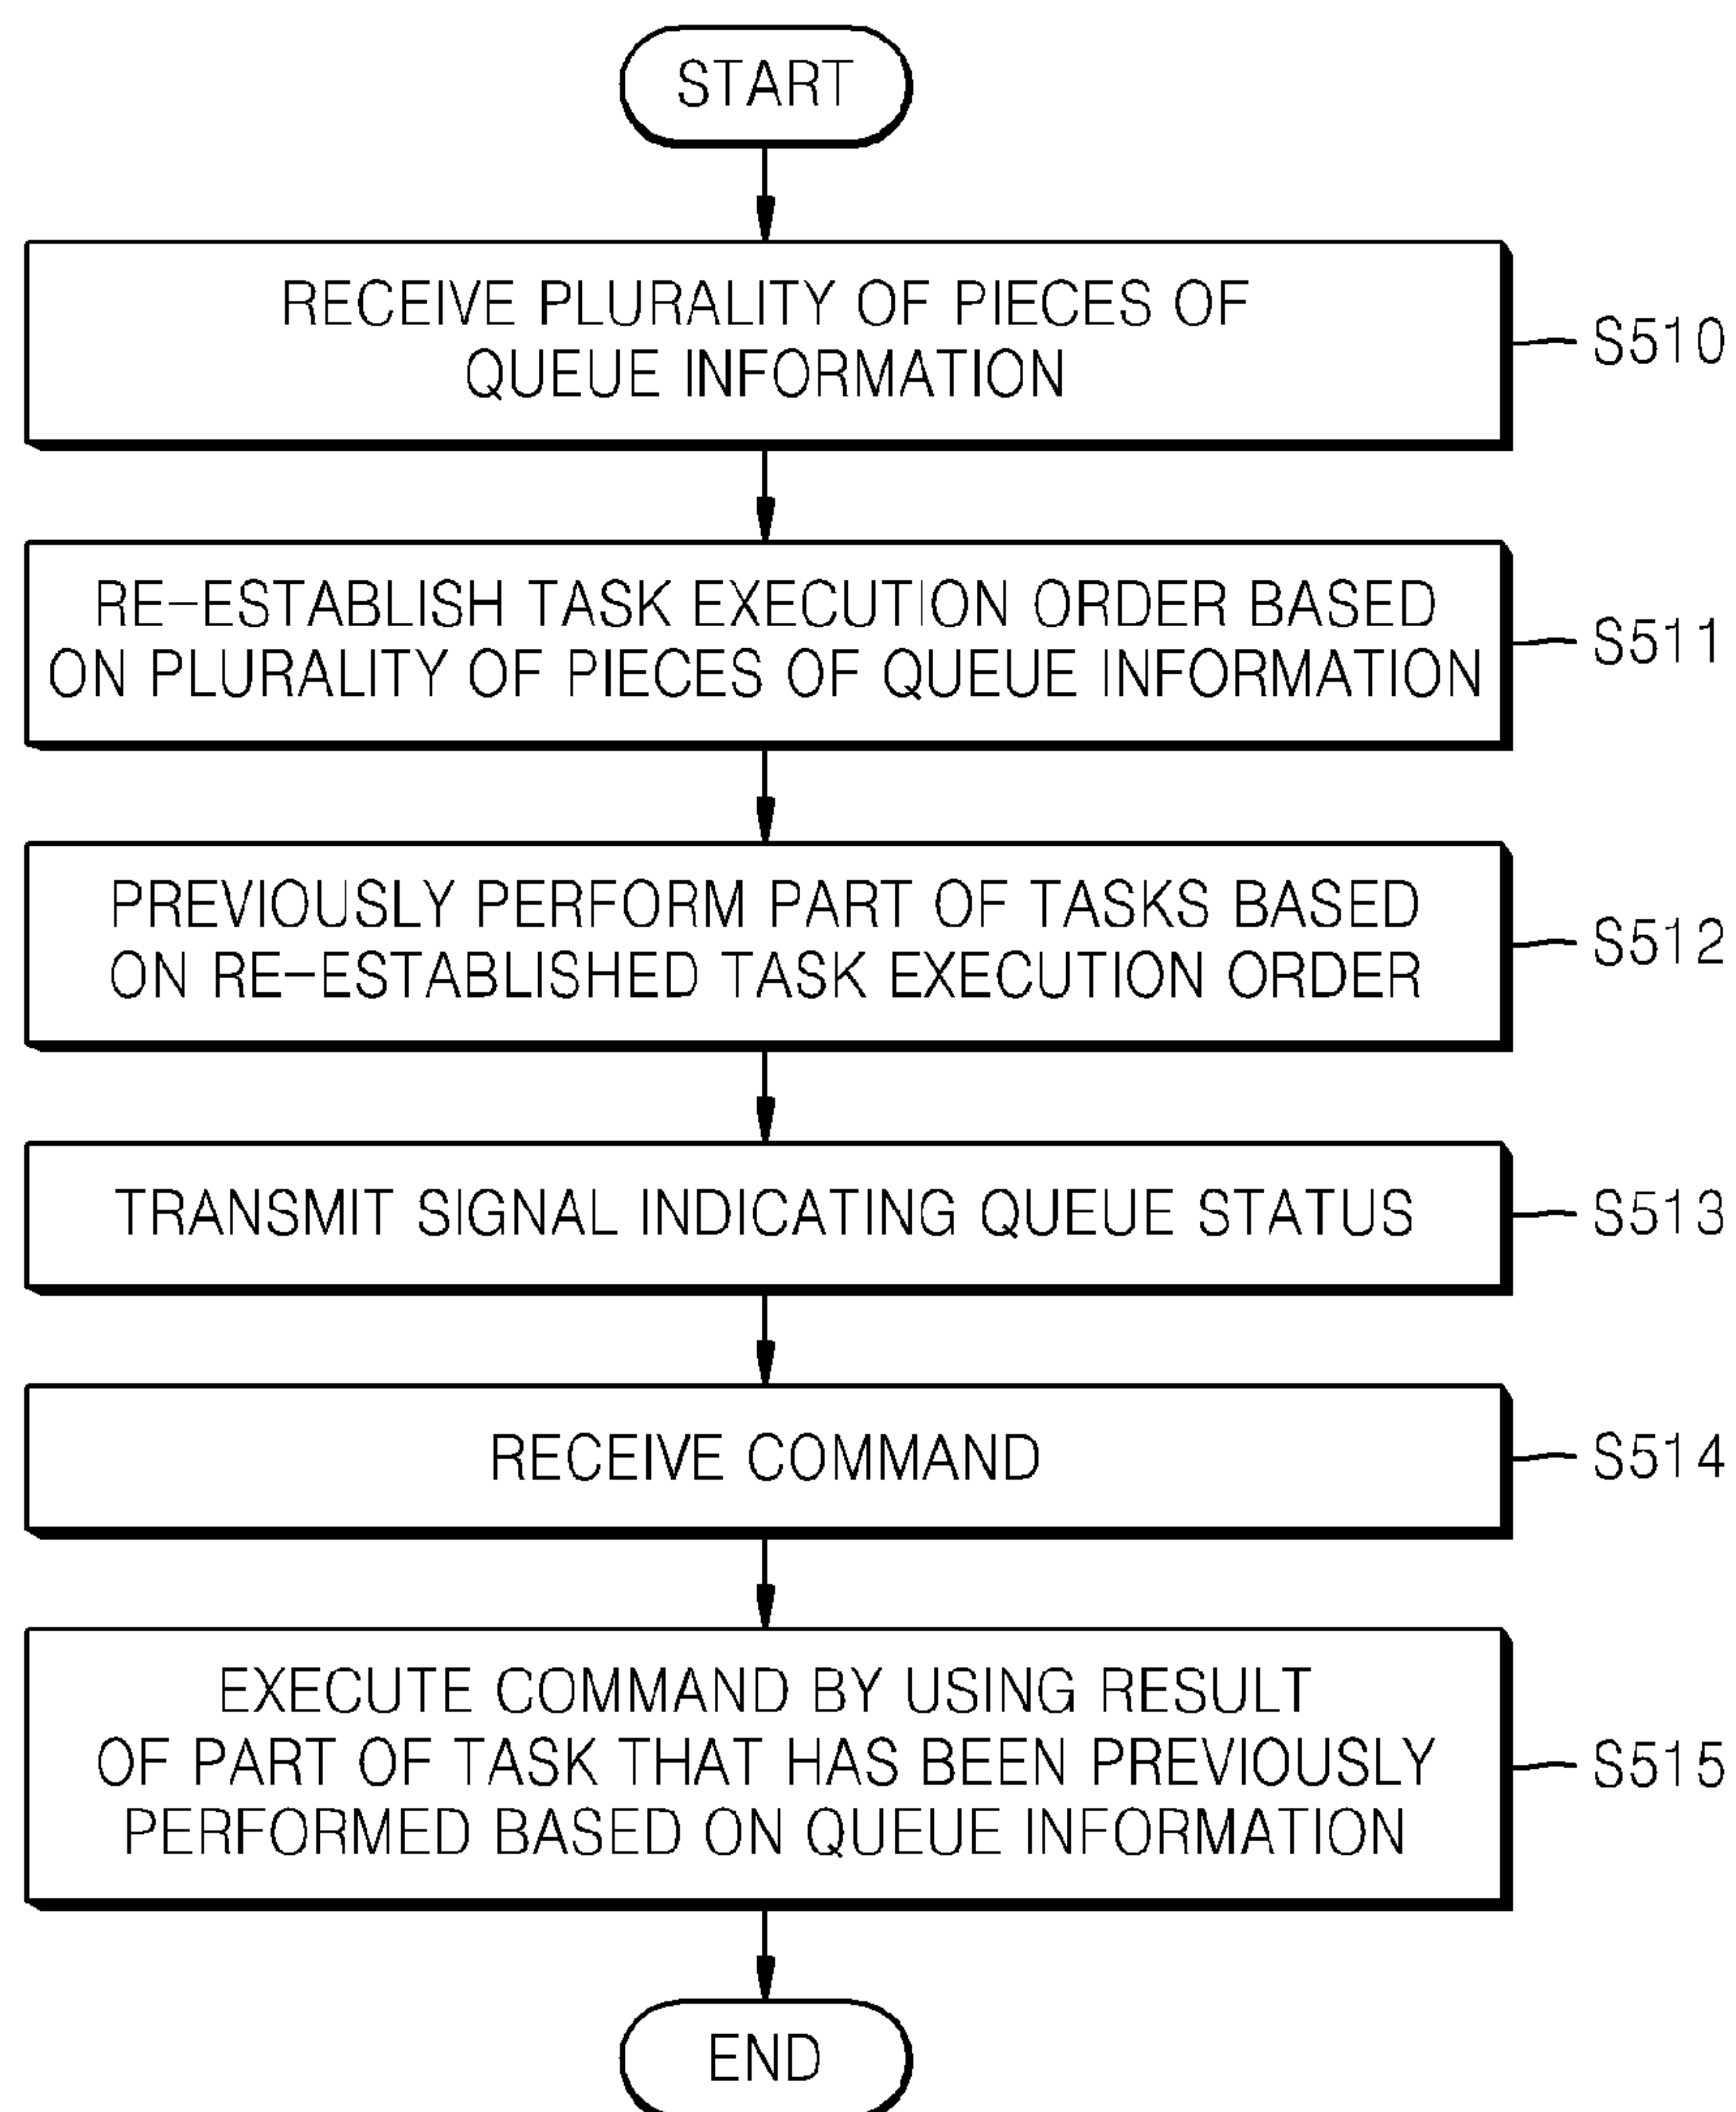 START
RECEIVE PLURALITY OF PIECES OF
QUEUE INFORMATION
S510
RE-ESTABLISH TASK EXECUTION ORDER BASED
ON PLURALITY OF PIECES OF QUEUE INFORMATION
S511
PREVIOUSLY PERFORM PART OF TASKS BASED
ON RE-ESTABLISHED TASK EXECUTION ORDER
S512
TRANSMIT SIGNAL INDICATING QUEUE STATUS
S513
RECEIVE COMMAND
S514
EXECUTE COMMAND BY USING RESULT
OF PART OF TASK THAT HAS BEEN PREVIOUSLY
PERFORMED BASED ON QUEUE INFORMATION
S515
END